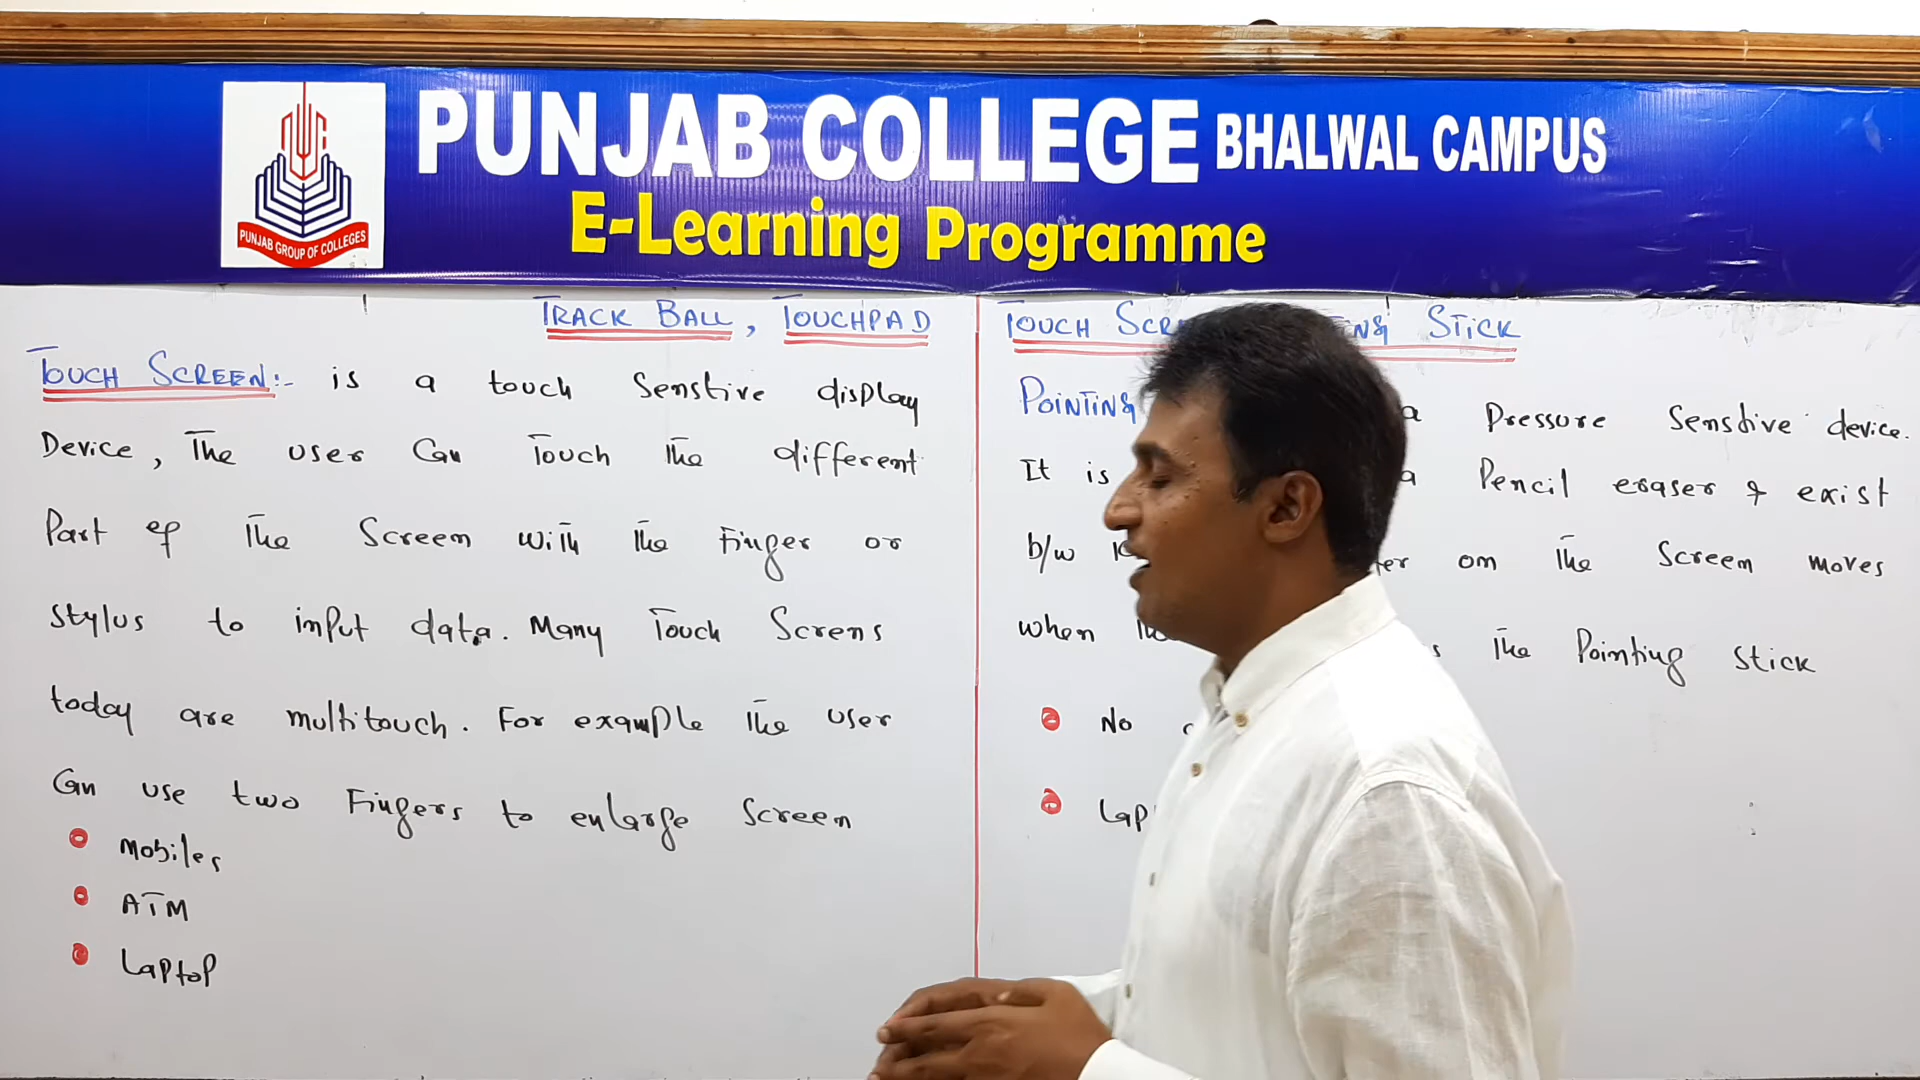 PUNJAB COLLEGE BHALWAL CAMPUS
E-Learning Programme
PUNJAB GROUP OF COLLEGES
TRACK BALL, TOUCHPAD
TOUCH SCREEN:- is a touch Senstive display
Device, The user Can Touch the different
Part of the Screen with the Finger or
Stylus to input data. Many Touch Screns
today are multitouch. For example the user
Can use two Fingers to enlarge Screen
Mobiles
ATM
Laptop
TOUCH STICK
POINTING a Pressure Senstive device.
It is a Pencil eraser & exist
b/w on the Screen moves
when the Pointing Stick
No